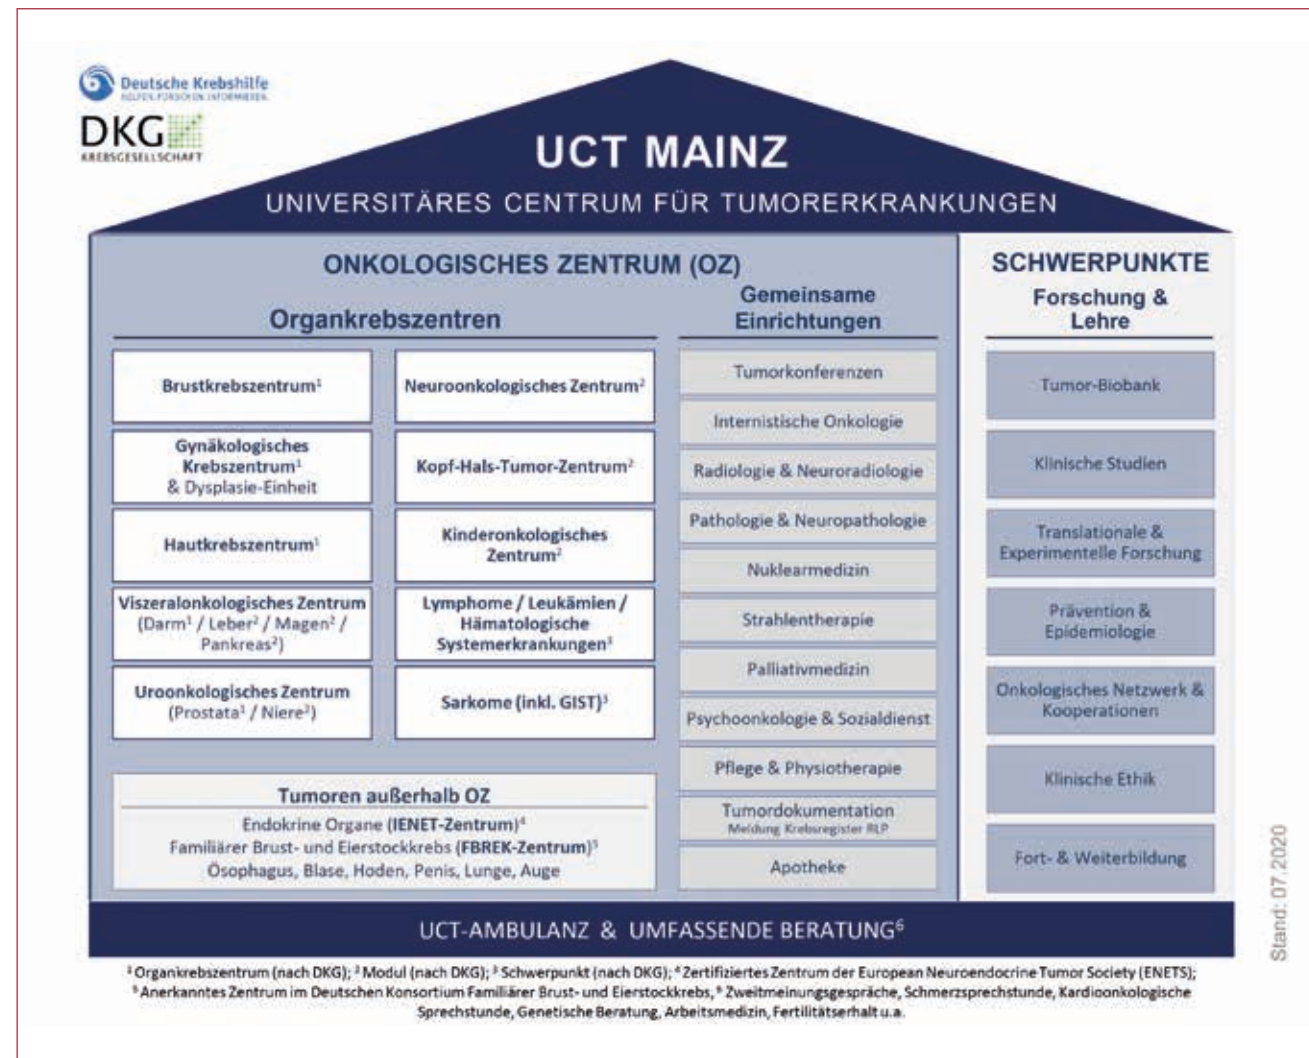 Deutsche Krebshilfe
HELFEN. FORSCHEN. INFORMIEREN.
DKG
KREBSGESELLSCHAFT
UCT MAINZ
UNIVERSITÄRES CENTRUM FÜR TUMORERKRANKUNGEN
ONKOLOGISCHES ZENTRUM (OZ)
Organkrebszentren
Brustkrebszentrum¹
Gynäkologisches
Krebszentrum¹
& Dysplasie-Einheit
Hautkrebszentrum¹
Viszeralonkologisches Zentrum
(Darm¹ / Leber² / Magen² /
Pankreas²)
Uroonkologisches Zentrum
(Prostata¹ / Niere²)
Neuroonkologisches Zentrum²
Kopf-Hals-Tumor-Zentrum²
Kinderonkologisches
Zentrum²
Lymphome / Leukämien /
Hämatologische
Systemerkrankungen³
Sarkome (inkl. GIST)³
Tumoren außerhalb OZ
Endokrine Organe (IENET-Zentrum)⁴
Familiärer Brust- und Eierstockkrebs (FBREK-Zentrum)⁵
Ösophagus, Blase, Hoden, Penis, Lunge, Auge
Gemeinsame
Einrichtungen
Tumorkonferenzen
Internistische Onkologie
Radiologie & Neuroradiologie
Pathologie & Neuropathologie
Nuklearmedizin
Strahlentherapie
Palliativmedizin
Psychoonkologie & Sozialdienst
Pflege & Physiotherapie
Tumordokumentation
Meldung Krebsregister RLP
Apotheke
SCHWERPUNKTE
Forschung &
Lehre
Tumor-Biobank
Klinische Studien
Translationale &
Experimentelle Forschung
Prävention &
Epidemiologie
Onkologisches Netzwerk &
Kooperationen
Klinische Ethik
Fort- & Weiterbildung
UCT-AMBULANZ & UMFASSENDE BERATUNG⁶
¹ Organkrebszentrum (nach DKG); ² Modul (nach DKG); ³ Schwerpunkt (nach DKG); ⁴ Zertifiziertes Zentrum der European Neuroendocrine Tumor Society (ENETS);
⁵ Anerkanntes Zentrum im Deutschen Konsortium Familiärer Brust- und Eierstockkrebs, ⁶ Zweitmeinungsgespräche, Schmerzsprechstunde, Kardioonkologische
Sprechstunde, Genetische Beratung, Arbeitsmedizin, Fertilitätserhalt u.a.
Stand: 07.2020